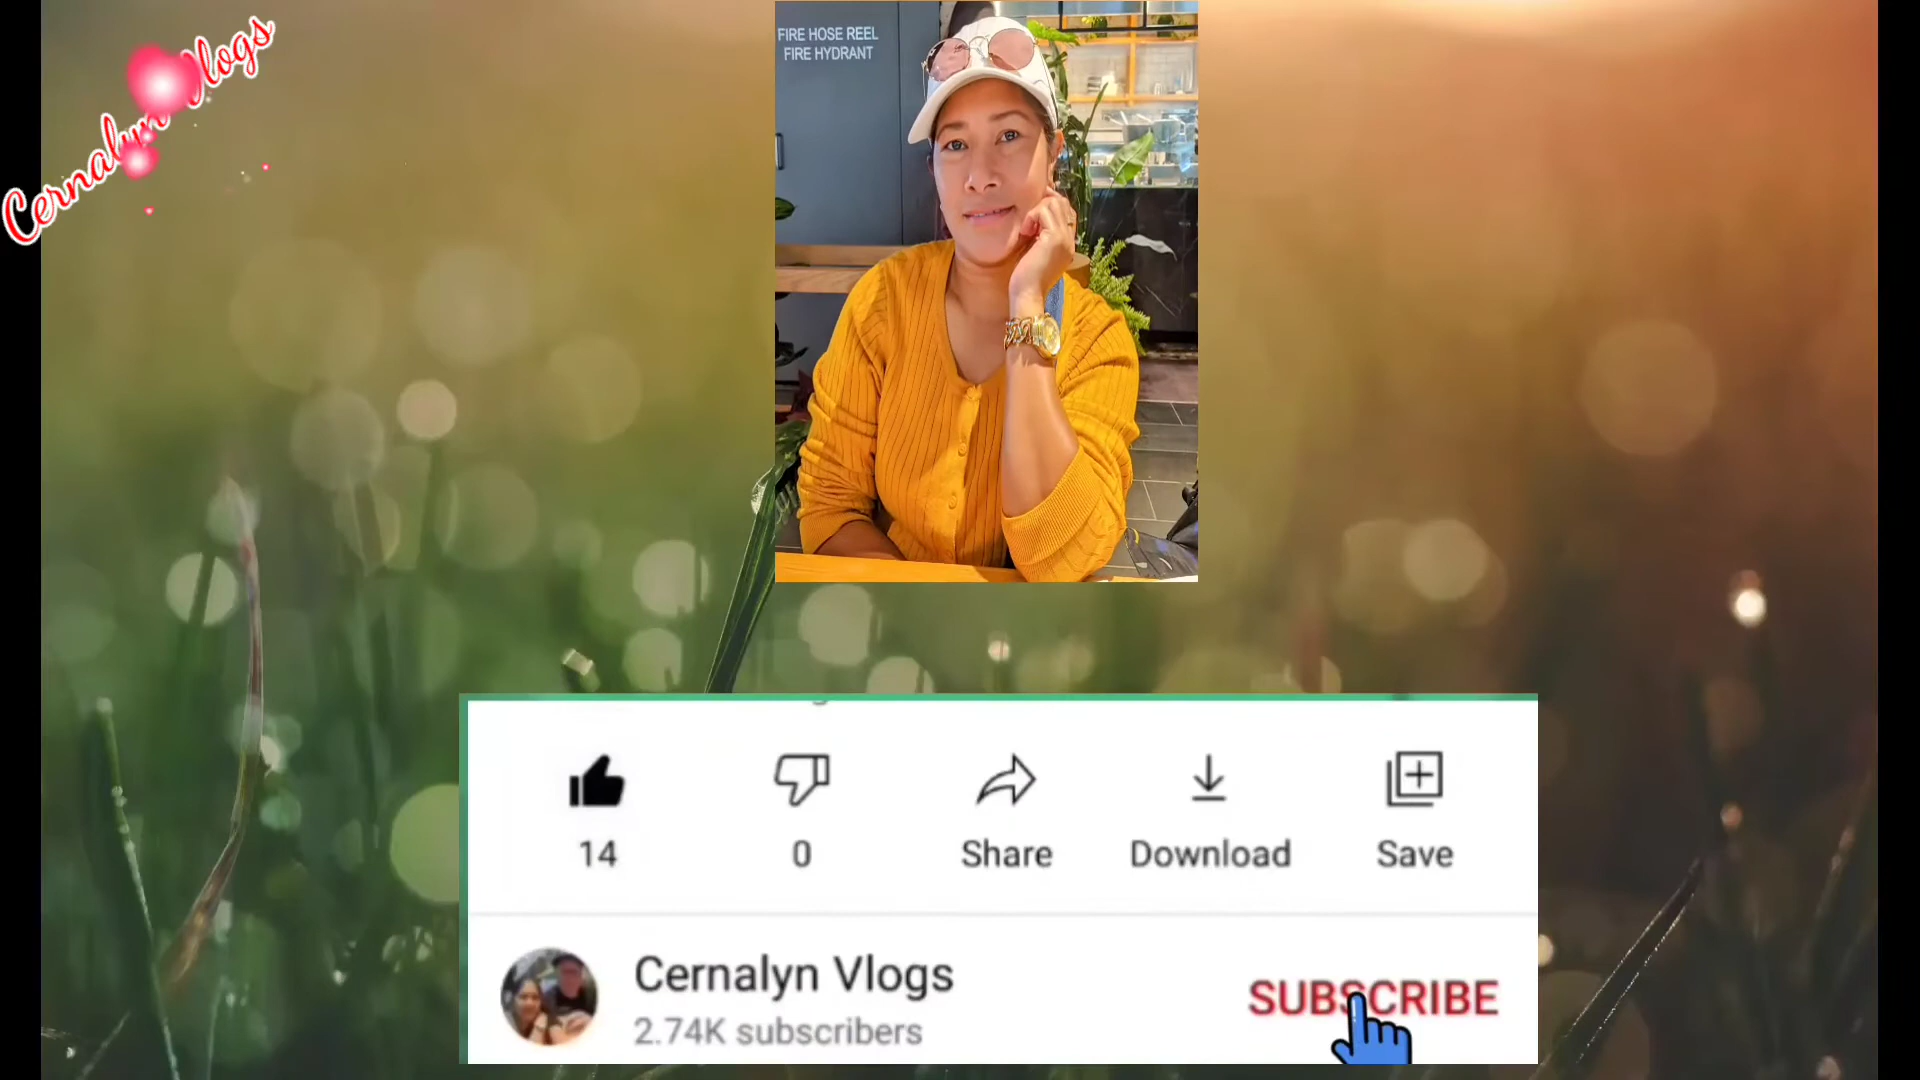 Cernalyn Vlogs
FIRE HOSE REEL
FIRE HYDRANT
14
0
Share
Download
Save
Cernalyn Vlogs
2.74K subscribers
SUBSCRIBE